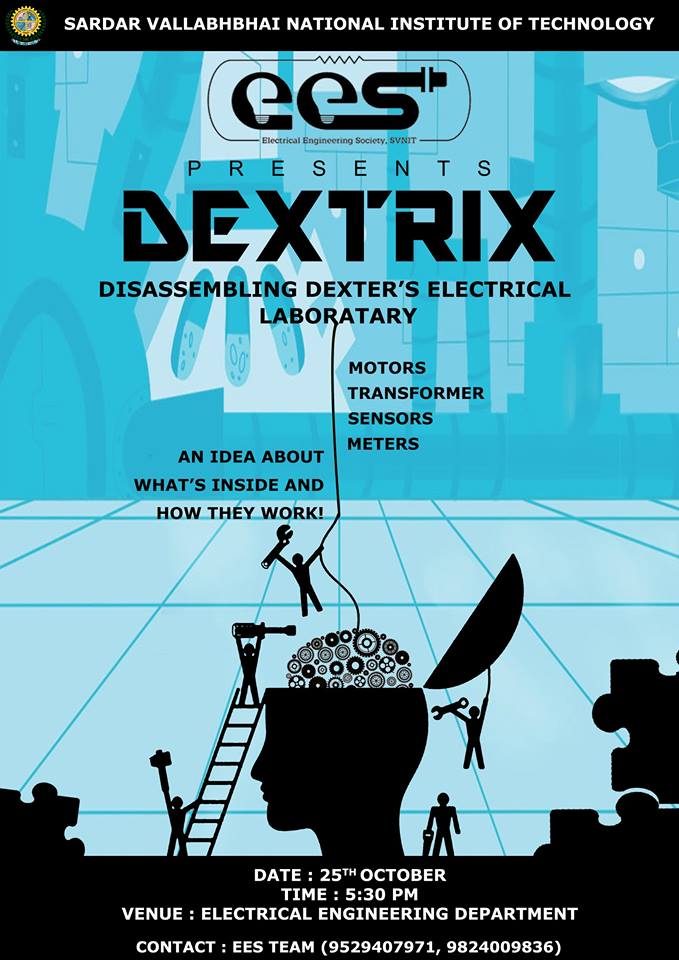 SARDAR VALLABHBHAI NATIONAL INSTITUTE OF TECHNOLOGY
ees
Electrical Engineering Society, SVNIT
PRESENTS
DEXTRIX
DISASSEMBLING DEXTER'S ELECTRICAL
LABORATARY
MOTORS
TRANSFORMER
SENSORS
METERS
AN IDEA ABOUT
WHAT'S INSIDE AND
HOW THEY WORK!
DATE : 25TH OCTOBER
TIME : 5:30 PM
VENUE : ELECTRICAL ENGINEERING DEPARTMENT
CONTACT : EES TEAM (9529407971, 9824009836)